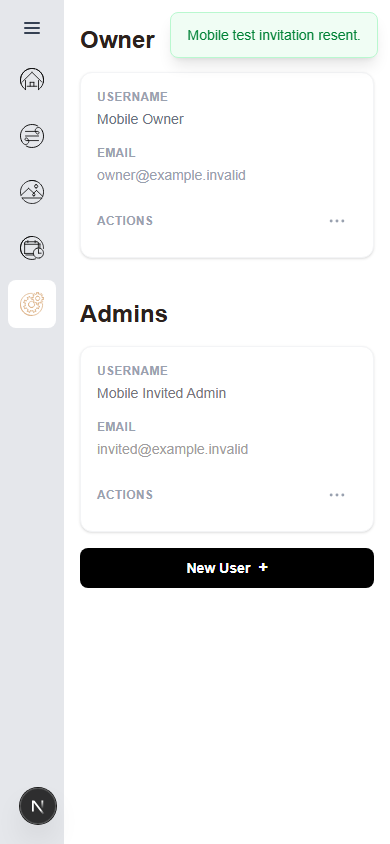 Owner
Mobile test invitation resent.
USERNAME
Mobile Owner
EMAIL
owner@example.invalid
ACTIONS
Admins
USERNAME
Mobile Invited Admin
EMAIL
invited@example.invalid
ACTIONS
New User +
N